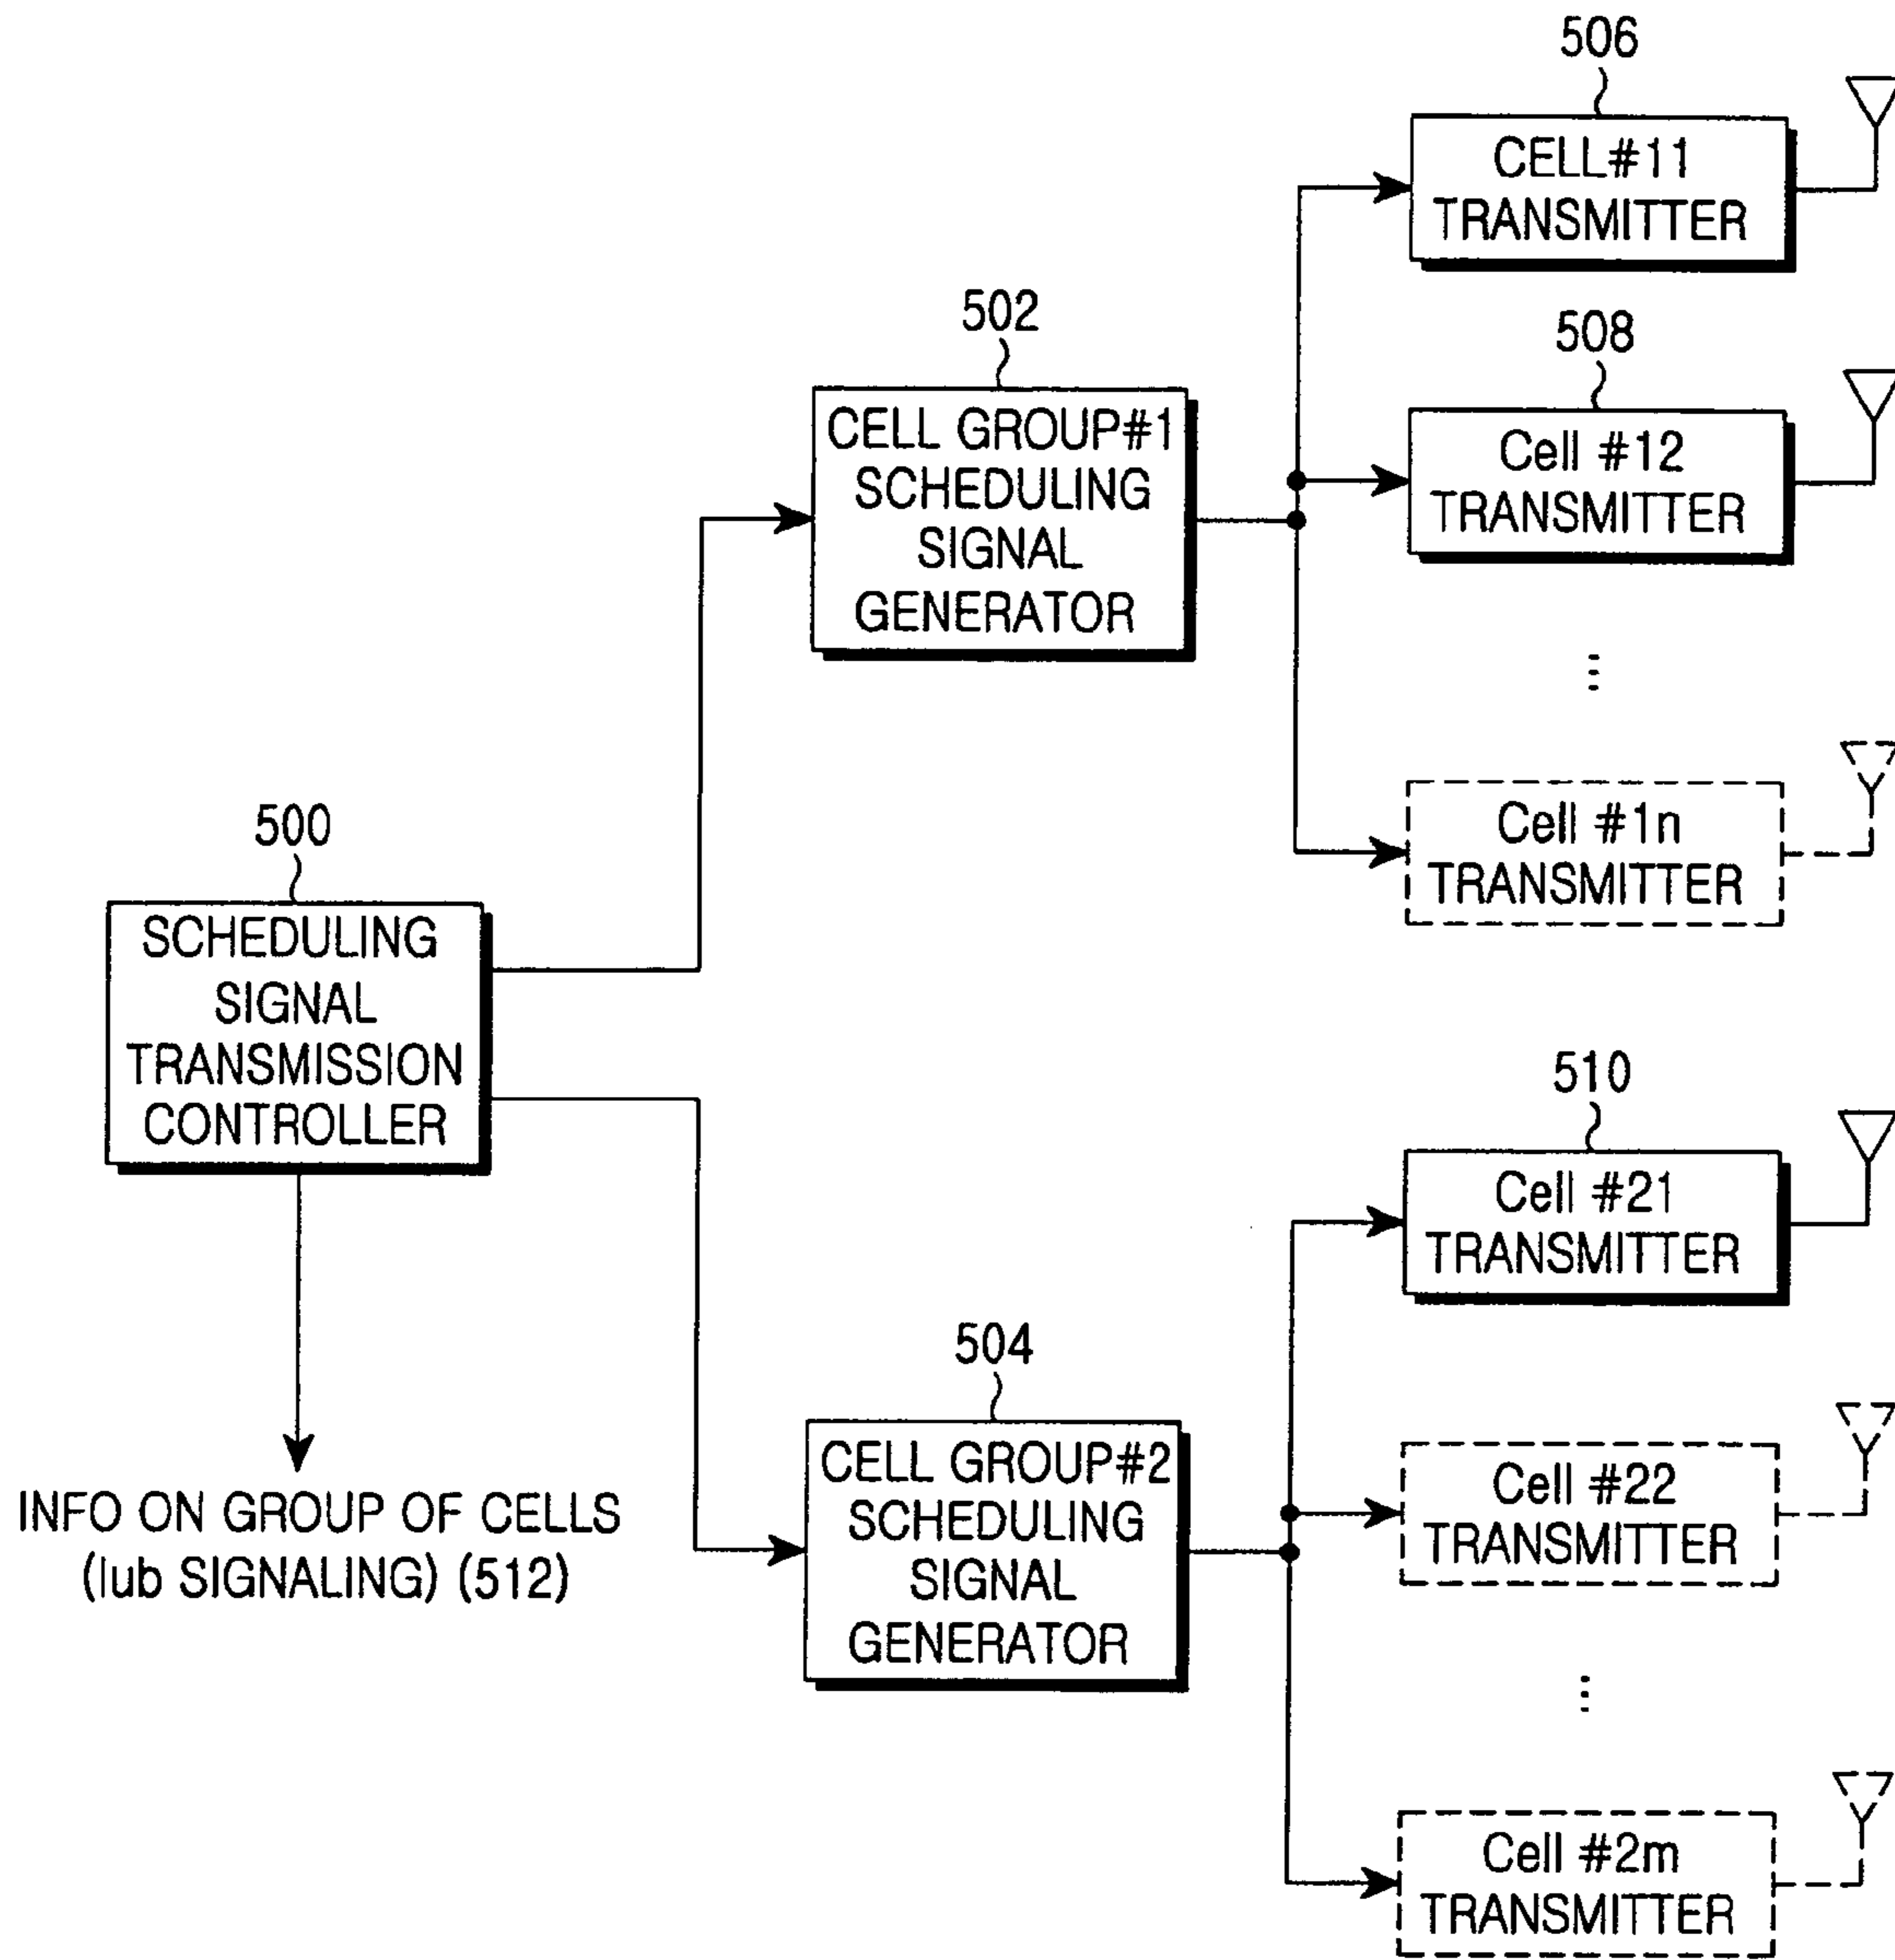 506
CELL#11
TRANSMITTER
502
508
CELL GROUP#1
SCHEDULING
SIGNAL
GENERATOR
Cell #12
TRANSMITTER
...
500
Cell #1n
TRANSMITTER
SCHEDULING
SIGNAL
TRANSMISSION
CONTROLLER
510
Cell #21
TRANSMITTER
504
CELL GROUP#2
SCHEDULING
SIGNAL
GENERATOR
Cell #22
TRANSMITTER
INFO ON GROUP OF CELLS
(Iub SIGNALING) (512)
...
Cell #2m
TRANSMITTER